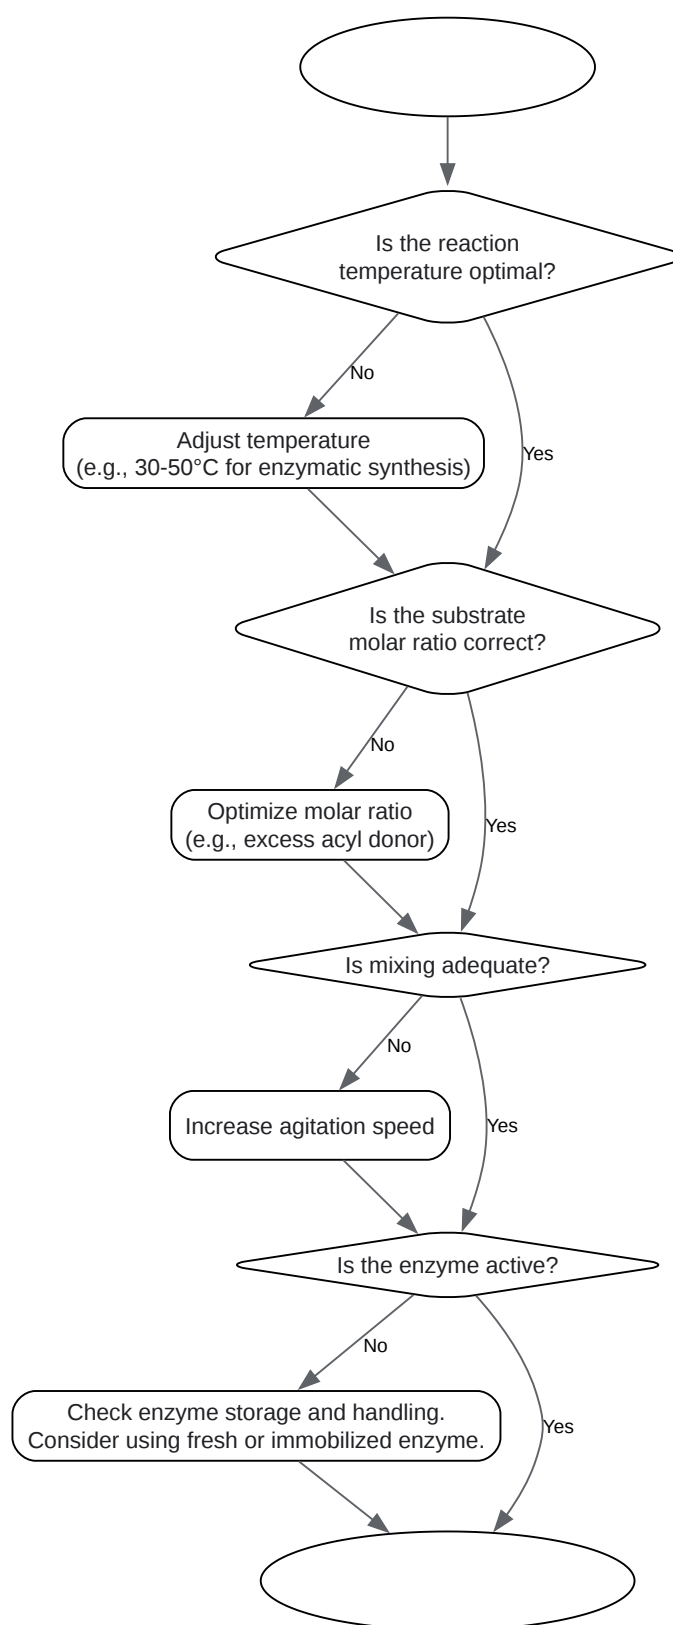 Is the reaction
temperature optimal?
No
Adjust temperature
(e.g., 30-50°C for enzymatic synthesis)
Yes
Is the substrate
molar ratio correct?
No
Optimize molar ratio
(e.g., excess acyl donor)
Yes
Is mixing adequate?
No
Increase agitation speed
Yes
Is the enzyme active?
No
Check enzyme storage and handling.
Consider using fresh or immobilized enzyme.
Yes